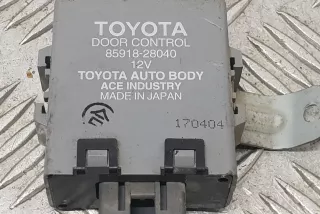 TOYOTA
DOOR CONTROL
85918-28040
12V
TOYOTA AUTO BODY
ACE INDUSTRY
MADE IN JAPAN
170404